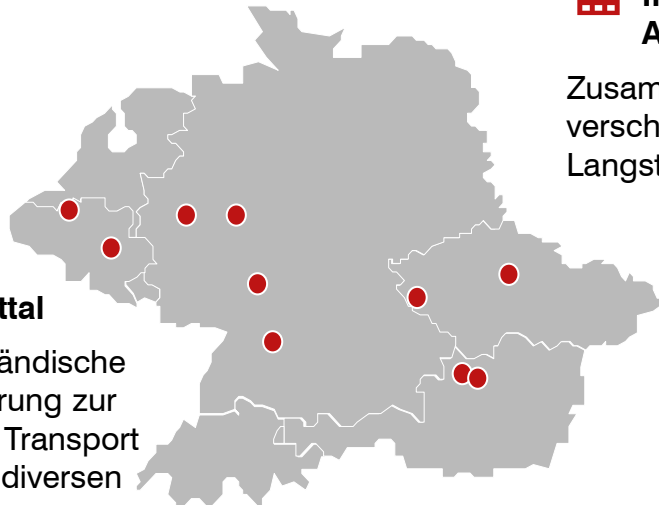 A
Zusam
versch
Langst
ttal
ändische
rung zur
Transport
diversen